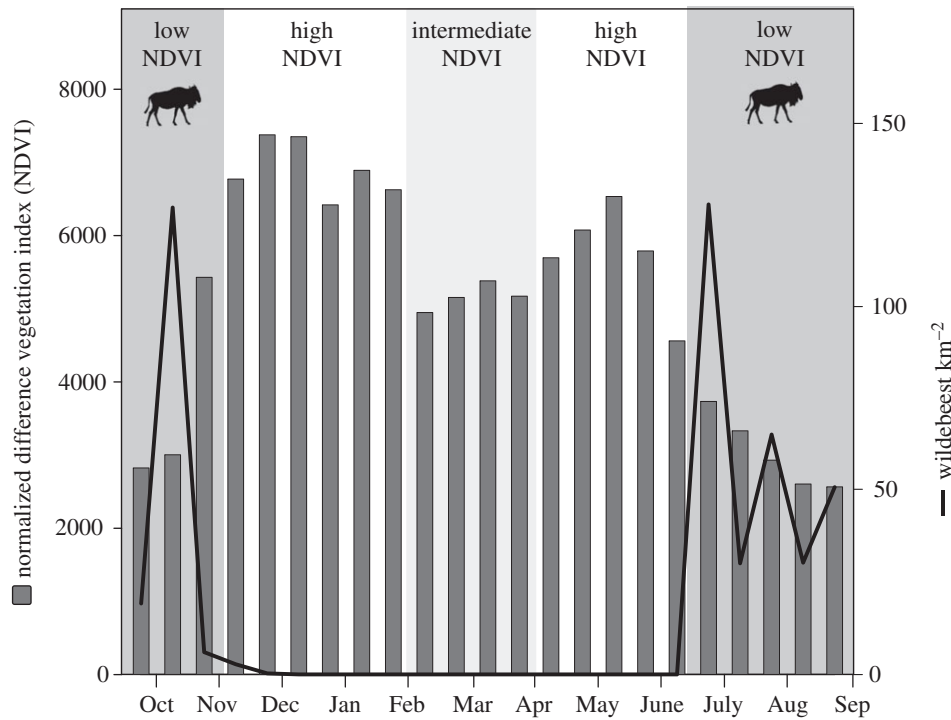 low
NDVI
high
NDVI
intermediate
NDVI
high
NDVI
low
NDVI
8000
6000
4000
2000
0
normalized difference vegetation index (NDVI)
150
100
50
0
wildebeest km−2
Oct Nov Dec Jan Feb Mar Apr May June July Aug Sep